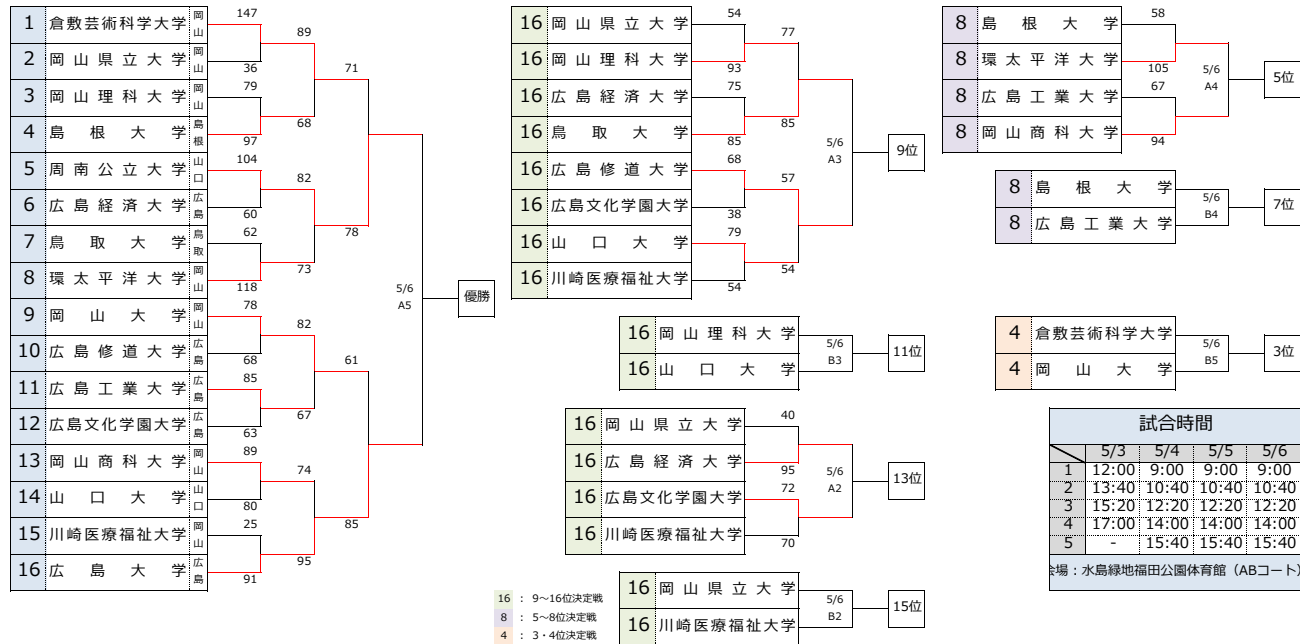 1 倉敷芸術科学大学 岡山 147
2 岡山県立大学 岡山 36
89
3 岡山理科大学 岡山 79
4 島根大学 島根 97
68
71
5 周南公立大学 山口 104
6 広島経済大学 広島 60
82
7 鳥取大学 鳥取 62
8 環太平洋大学 岡山 118
73
78
9 岡山大学 岡山 78
10 広島修道大学 広島 68
82
11 広島工業大学 広島 85
12 広島文化学園大学 広島 63
67
61
13 岡山商科大学 岡山 89
14 山口大学 山口 80
74
15 川崎医療福祉大学 岡山 25
16 広島大学 広島 91
95
85
5/6
A5
優勝
16 岡山県立大学 54
16 岡山理科大学 93
77
16 広島経済大学 75
16 鳥取大学 85
85
16 広島修道大学 68
16 広島文化学園大学 38
57
16 山口大学 79
16 川崎医療福祉大学 54
54
5/6
A3
9位
16 岡山理科大学
16 山口大学
5/6
B3
11位
16 岡山県立大学 40
16 広島経済大学 95
16 広島文化学園大学 72
16 川崎医療福祉大学 70
5/6
A2
13位
16 岡山県立大学
16 川崎医療福祉大学
5/6
B2
15位
16 : 9～16位決定戦
8 : 5～8位決定戦
4 : 3・4位決定戦
8 島根大学 58
8 環太平洋大学 105
8 広島工業大学 67
8 岡山商科大学 94
5/6
A4
5位
8 島根大学
8 広島工業大学
5/6
B4
7位
4 倉敷芸術科学大学
4 岡山大学
5/6
B5
3位
試合時間
5/3 5/4 5/5 5/6
1 12:00 9:00 9:00 9:00
2 13:40 10:40 10:40 10:40
3 15:20 12:20 12:20 12:20
4 17:00 14:00 14:00 14:00
5 - 15:40 15:40 15:40
会場：水島緑地福田公園体育館（ABコート）